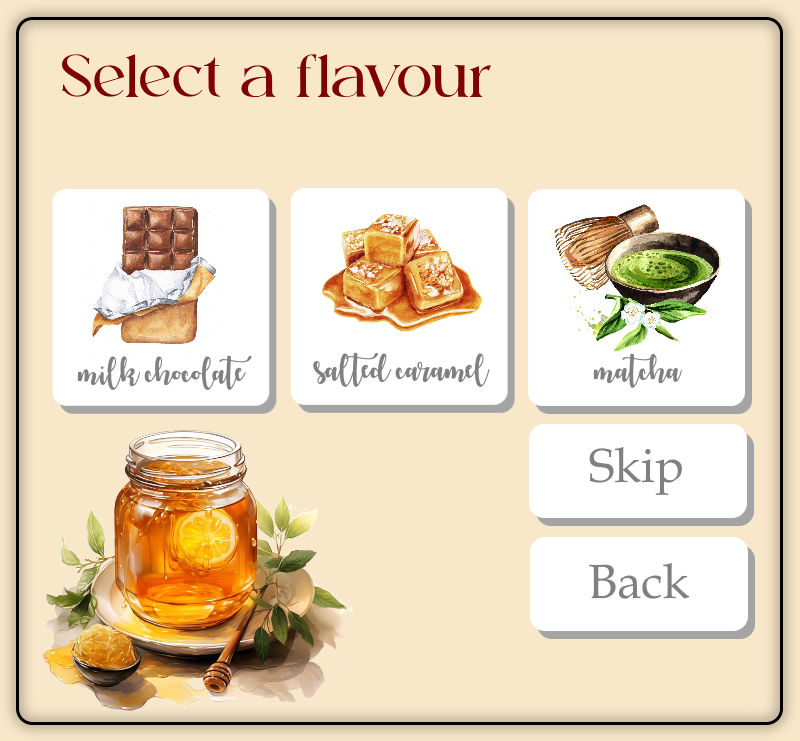 Select a flavour
milk chocolate
salted caramel
matcha
Skip
Back